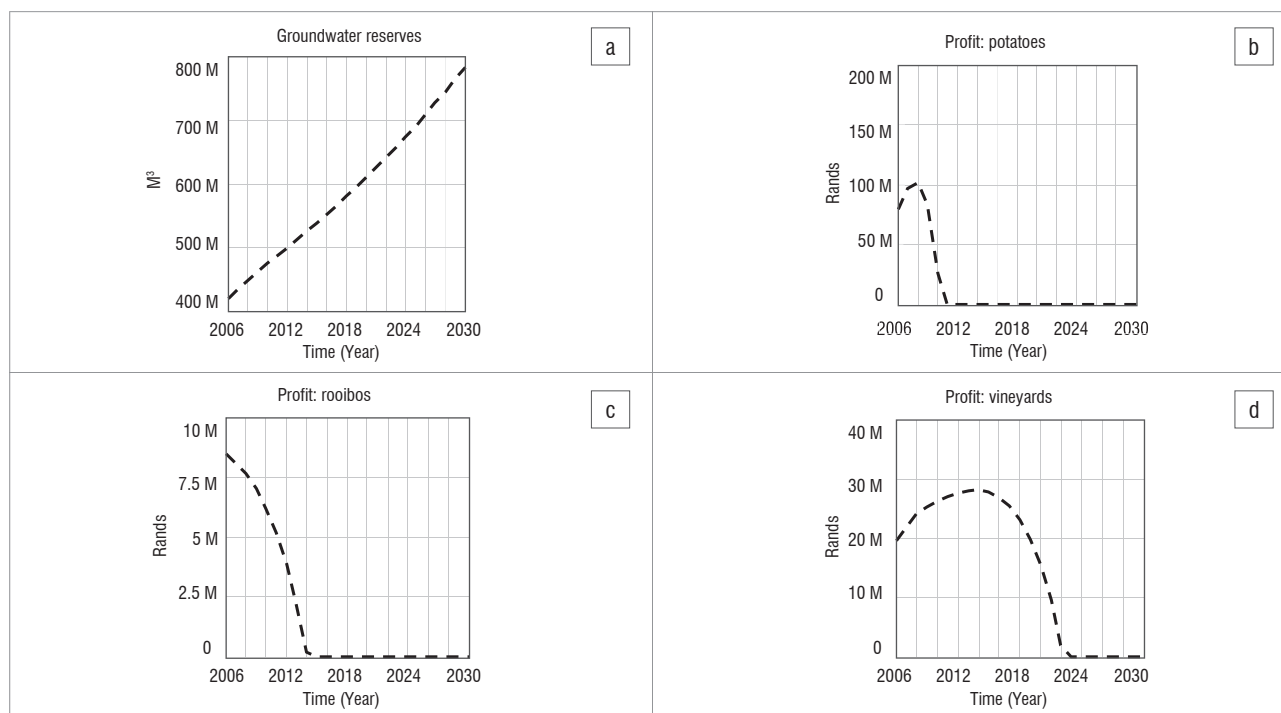 Groundwater reserves
a
800 M
700 M
600 M
500 M
400 M
M³
2006 2012 2018 2024 2030
Time (Year)
Profit: potatoes
b
200 M
150 M
100 M
50 M
0
Rands
2006 2012 2018 2024 2030
Time (Year)
Profit: rooibos
c
10 M
7.5 M
5 M
2.5 M
0
Rands
2006 2012 2018 2024 2030
Time (Year)
Profit: vineyards
d
40 M
30 M
20 M
10 M
0
Rands
2006 2012 2018 2024 2030
Time (Year)